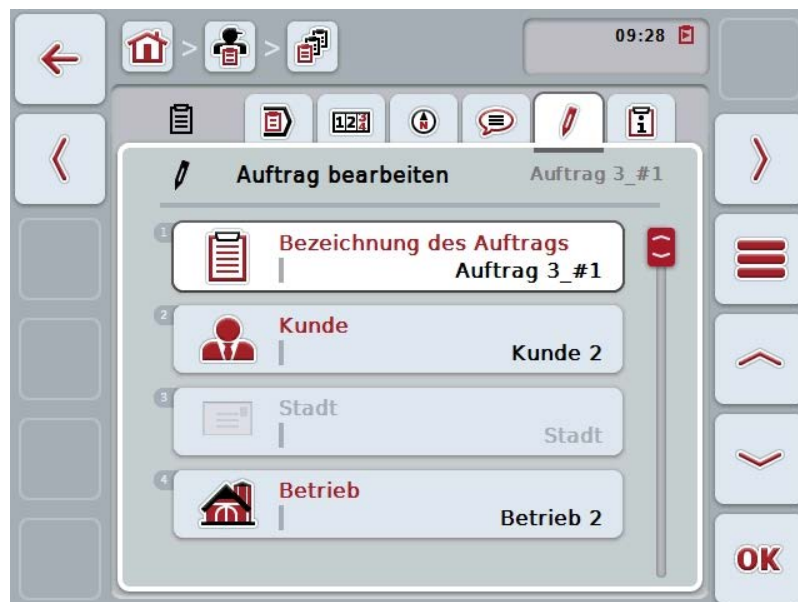 09:28
Auftrag bearbeiten Auftrag 3_#1
1
Bezeichnung des Auftrags
Auftrag 3_#1
2
Kunde
Kunde 2
3
Stadt
Stadt
4
Betrieb
Betrieb 2
OK